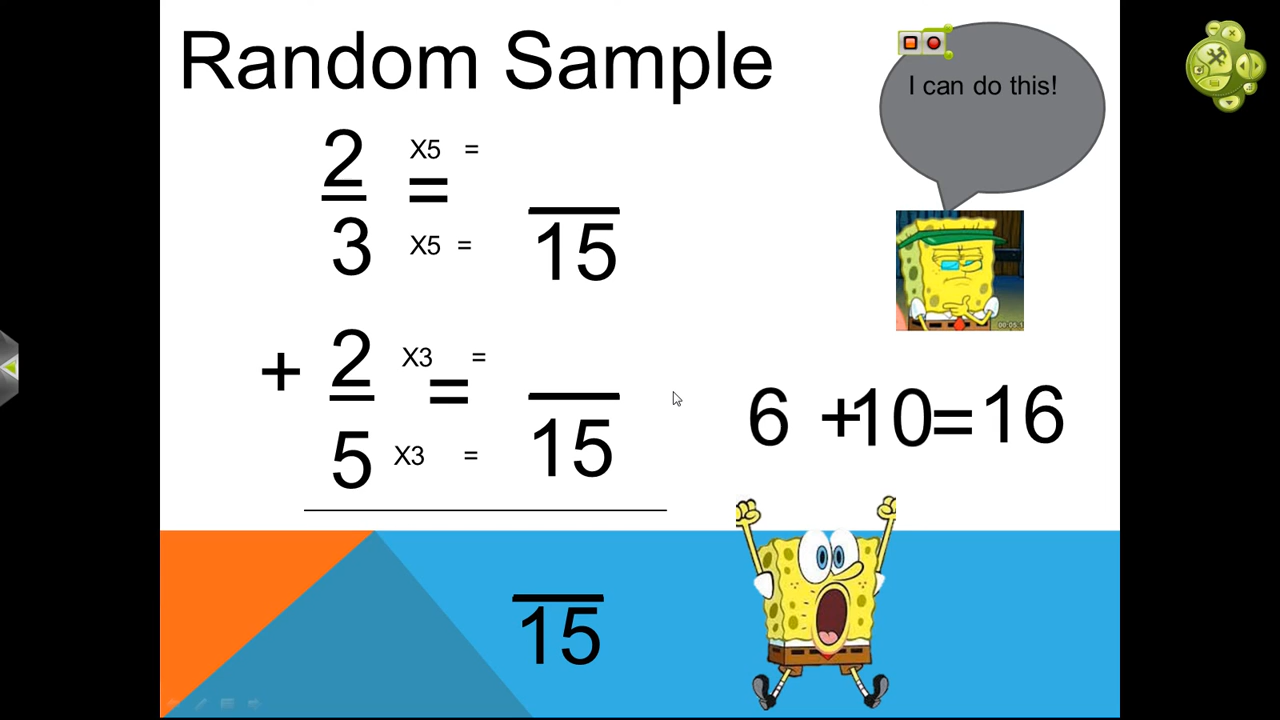 Random Sample
I can do this!
2 X5 =
=
3 X5 = 15
+ 2 X3 =
=
5 X3 = 15
6 +10=16
15